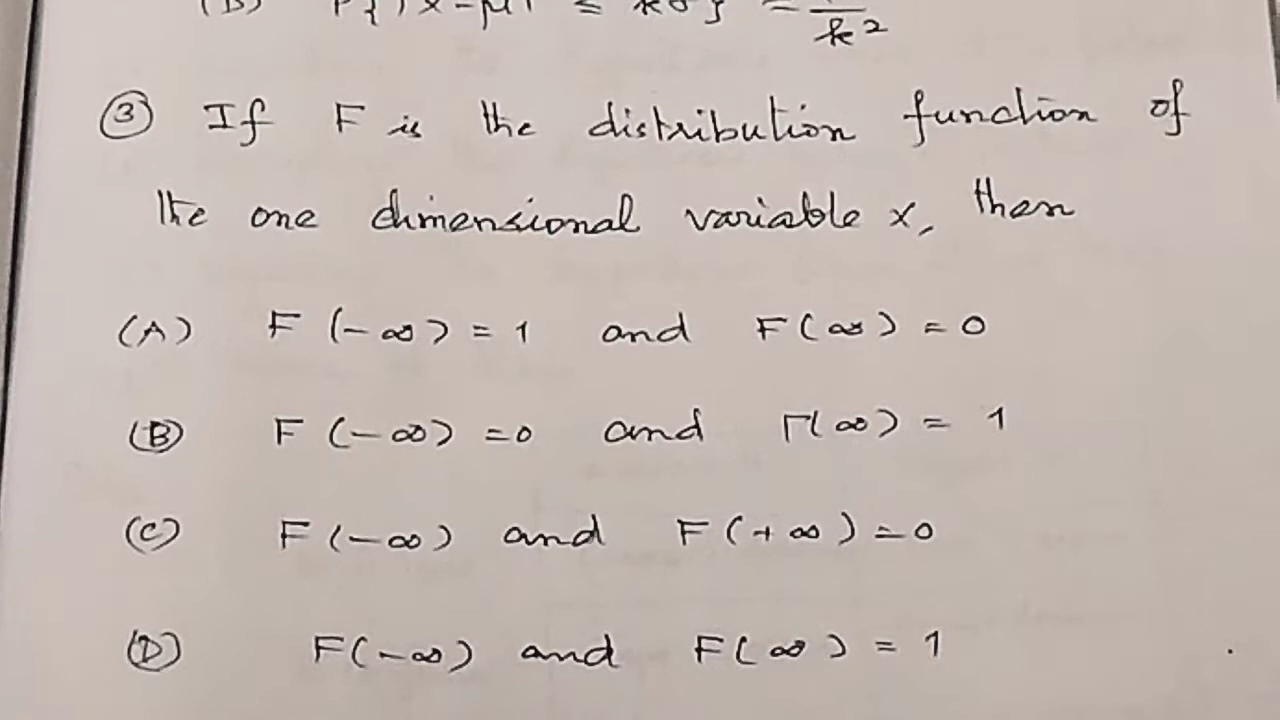 ③ If F is the distribution function of
the one dimensional variable x, then
(A) F (-∞) = 1 and F(∞) = 0
(B) F (-∞) = 0 and F(∞) = 1
(C) F(-∞) and F(+∞) = 0
(D) F(-∞) and F(∞) = 1